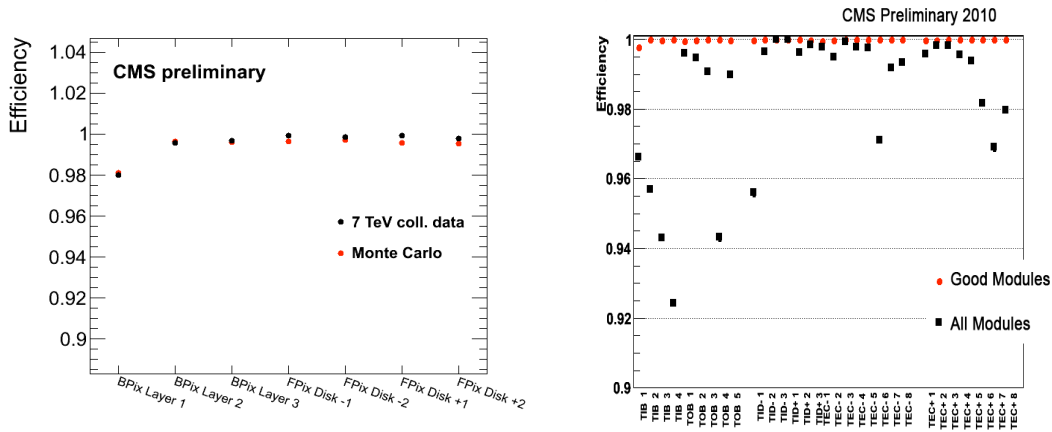 CMS preliminary
Efficiency
1.04
1.02
1
0.98
0.96
0.94
0.92
0.9
7 TeV coll. data
Monte Carlo
BPix Layer 1
BPix Layer 2
BPix Layer 3
FPix Disk -1
FPix Disk -2
FPix Disk +1
FPix Disk +2
CMS Preliminary 2010
Efficiency
1
0.98
0.96
0.94
0.92
0.9
Good Modules
All Modules
TIB 1
TIB 2
TIB 3
TIB 4
TOB 1
TOB 2
TOB 3
TOB 4
TOB 5
TID- 1
TID- 2
TID- 3
TID+ 1
TID+ 2
TID+ 3
TEC- 1
TEC- 2
TEC- 3
TEC- 4
TEC- 5
TEC- 6
TEC- 7
TEC- 8
TEC+ 1
TEC+ 2
TEC+ 3
TEC+ 4
TEC+ 5
TEC+ 6
TEC+ 7
TEC+ 8